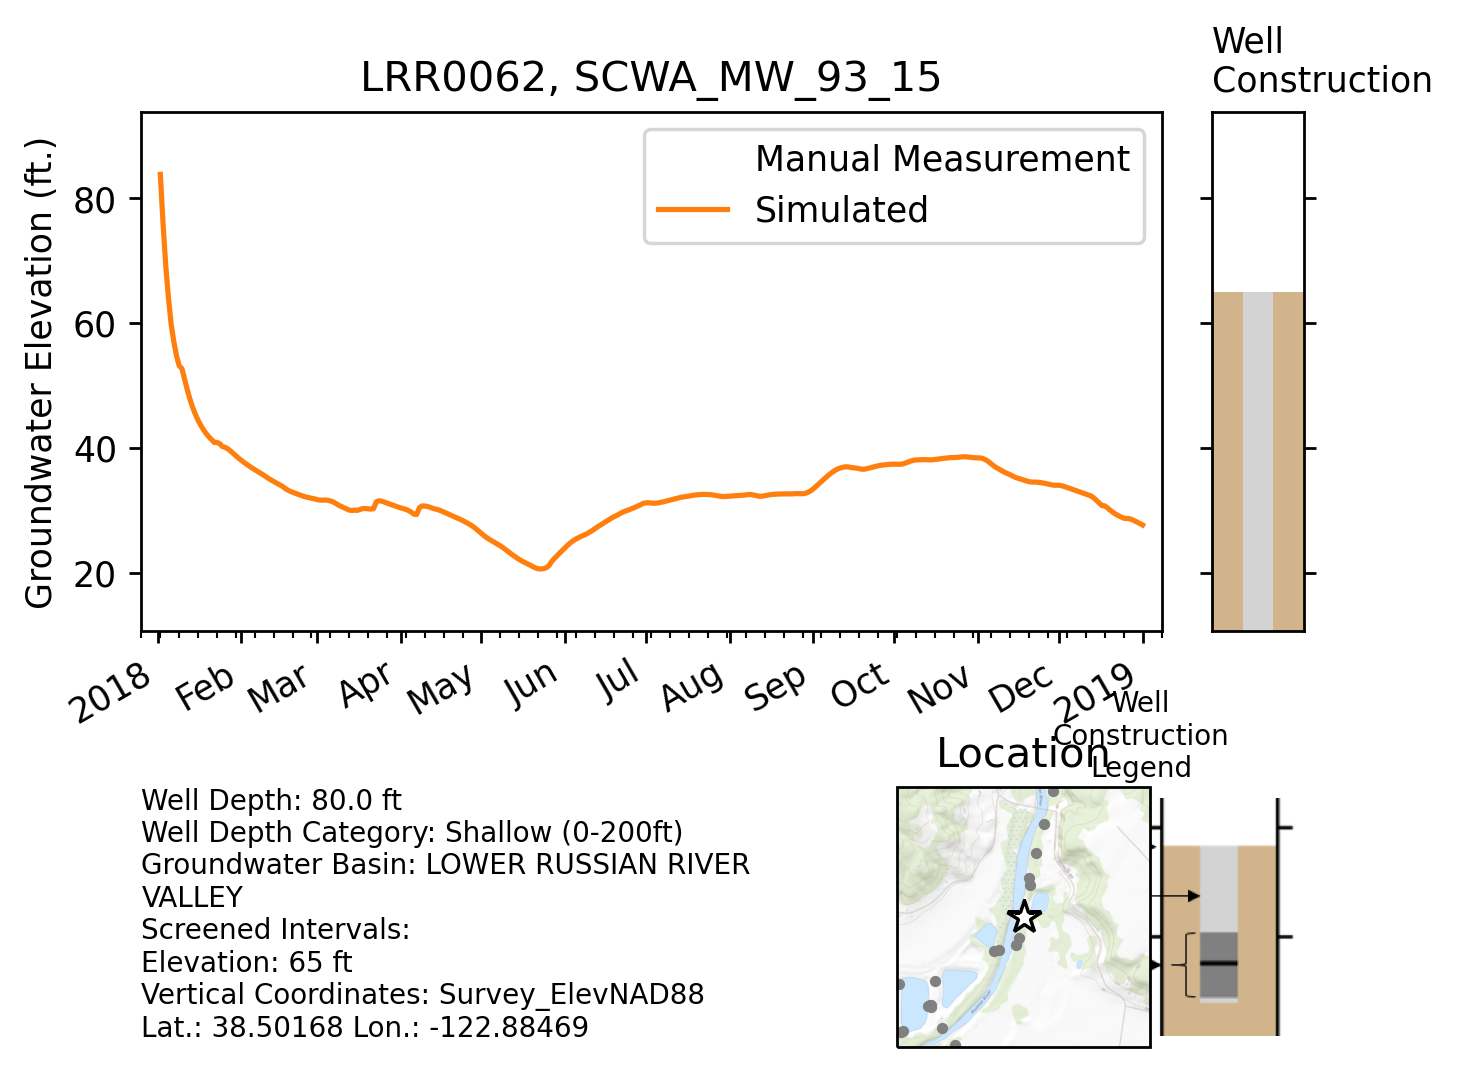 LRR0062, SCWA_MW_93_15
Well
Construction
Groundwater Elevation (ft.)
80
60
40
20
Manual Measurement
Simulated
2018
Feb
Mar
Apr
May
Jun
Jul
Aug
Sep
Oct
Nov
Dec
2019
Well
Construction
Legend
Location
Well Depth: 80.0 ft
Well Depth Category: Shallow (0-200ft)
Groundwater Basin: LOWER RUSSIAN RIVER
VALLEY
Screened Intervals:
Elevation: 65 ft
Vertical Coordinates: Survey_ElevNAD88
Lat.: 38.50168 Lon.: -122.88469